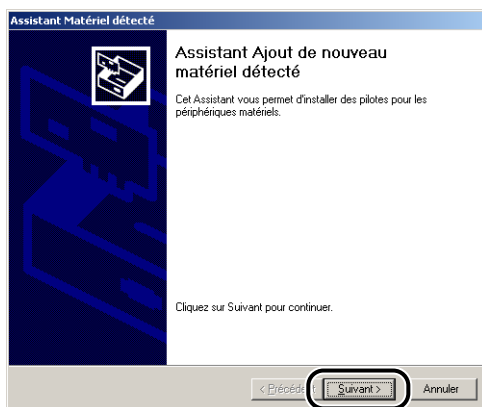 Assistant Matériel détecté
Assistant Ajout de nouveau
matériel détecté
Cet Assistant vous permet d'installer des pilotes pour les
périphériques matériels.
Cliquez sur Suivant pour continuer.
< Précédent Suivant > Annuler